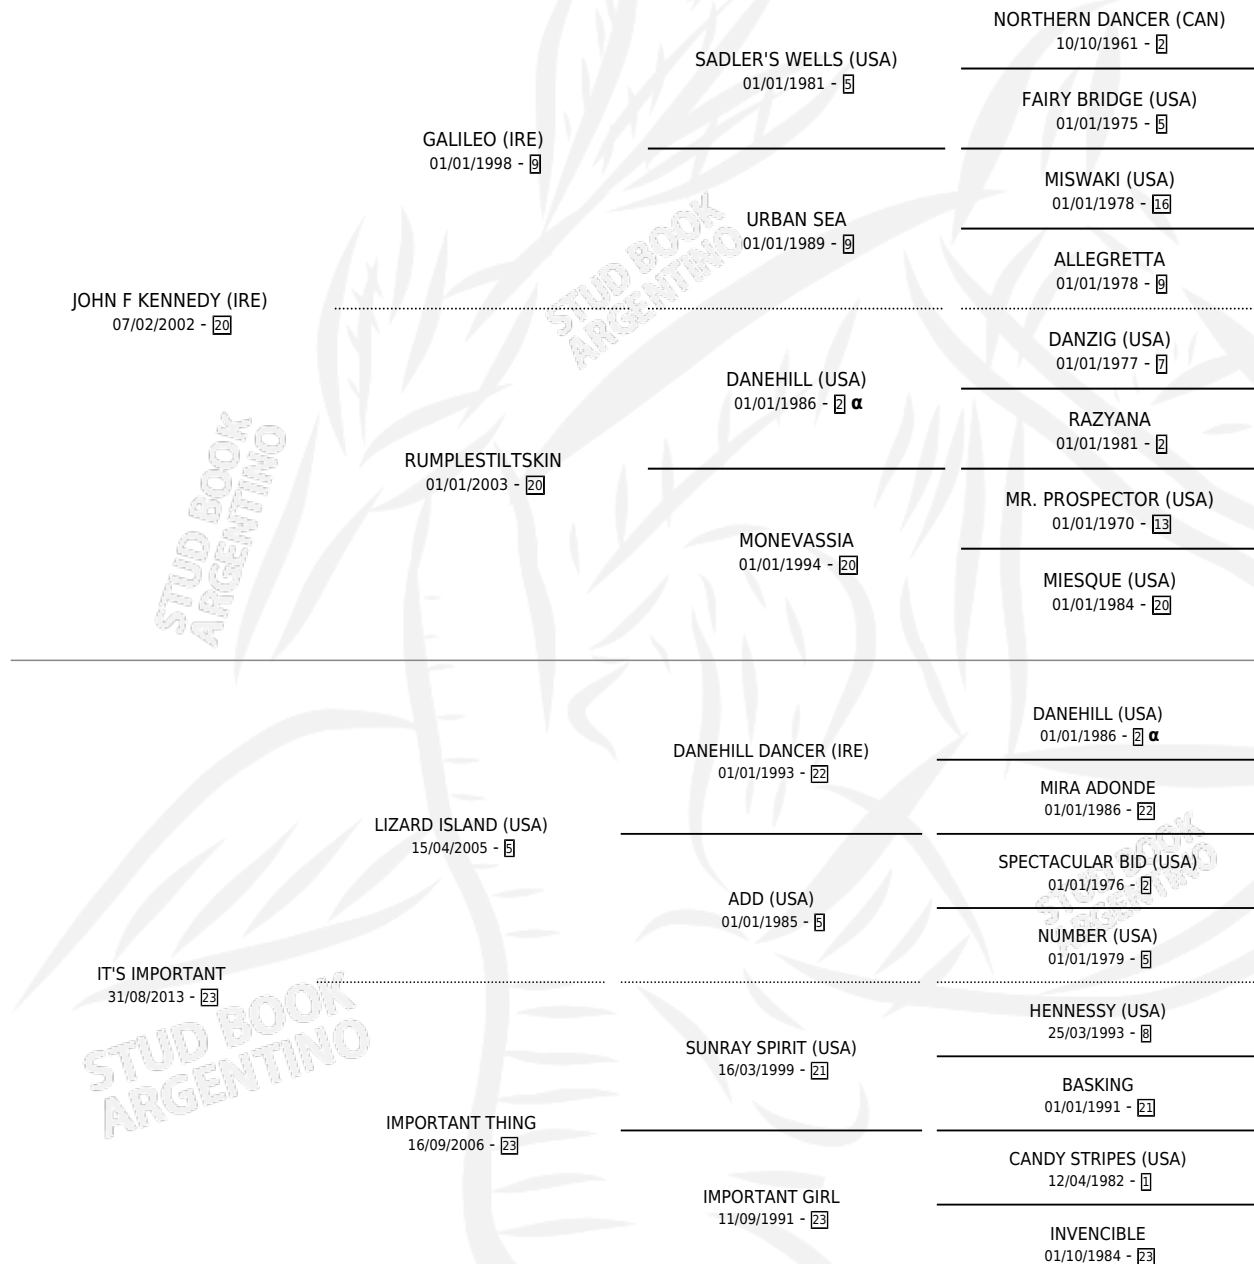 NORTHERN DANCER (CAN)
10/10/1961 - 2
SADLER'S WELLS (USA)
01/01/1981 - 5
FAIRY BRIDGE (USA)
01/01/1975 - 5
GALILEO (IRE)
01/01/1998 - 9
MISWAKI (USA)
01/01/1978 - 16
URBAN SEA
01/01/1989 - 9
ALLEGRETTA
01/01/1978 - 9
STUD BOOK
ARGENTINO
JOHN F KENNEDY (IRE)
07/02/2002 - 20
DANZIG (USA)
01/01/1977 - 7
DANEHILL (USA)
01/01/1986 - 2 α
RAZYANA
01/01/1981 - 2
RUMPLESTILTSKIN
01/01/2003 - 20
MR. PROSPECTOR (USA)
01/01/1970 - 13
MONEVASSIA
01/01/1994 - 20
MIESQUE (USA)
01/01/1984 - 20
STUD BOOK
ARGENTINO
DANEHILL (USA)
01/01/1986 - 2 α
DANEHILL DANCER (IRE)
01/01/1993 - 22
MIRA ADONDE
01/01/1986 - 22
LIZARD ISLAND (USA)
15/04/2005 - 5
SPECTACULAR BID (USA)
01/01/1976 - 2
ADD (USA)
01/01/1985 - 5
NUMBER (USA)
01/01/1979 - 5
STUD BOOK
ARGENTINO
IT'S IMPORTANT
31/08/2013 - 23
HENNESSY (USA)
25/03/1993 - 8
SUNRAY SPIRIT (USA)
16/03/1999 - 21
BASKING
01/01/1991 - 21
IMPORTANT THING
16/09/2006 - 23
CANDY STRIPES (USA)
12/04/1982 - 1
IMPORTANT GIRL
11/09/1991 - 23
INVENCIBLE
01/10/1984 - 23
STUD BOOK
ARGENTINO